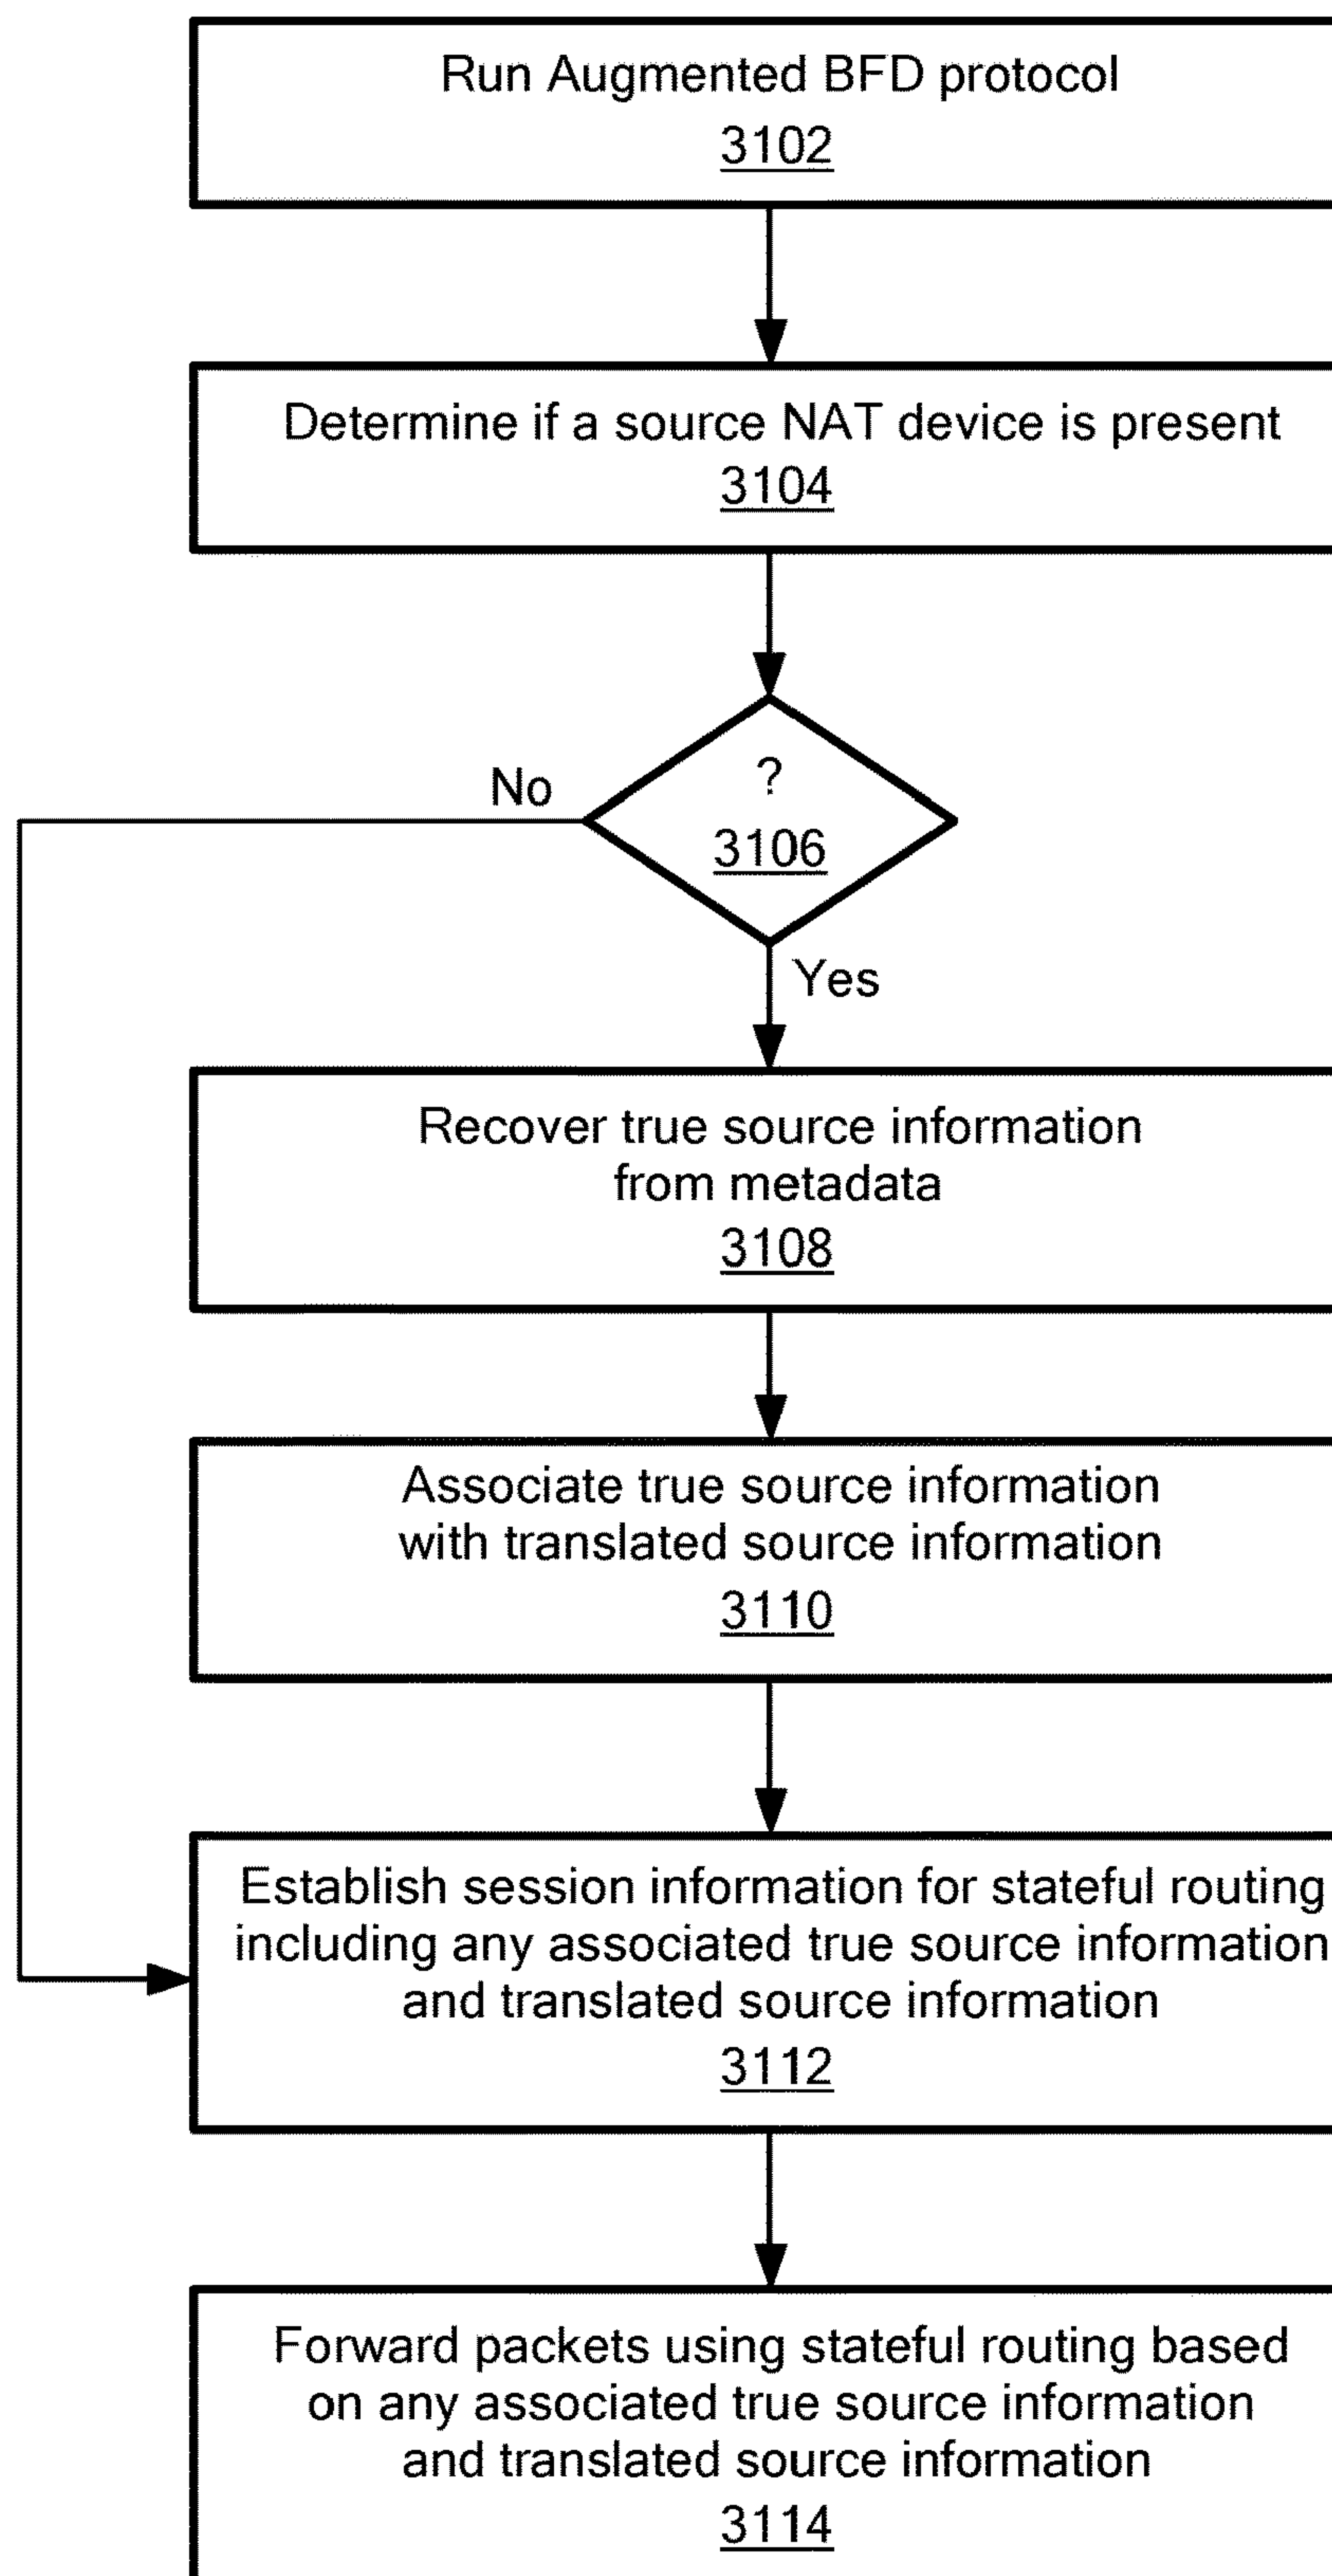 Run Augmented BFD protocol
3102
Determine if a source NAT device is present
3104
?
3106
No
Yes
Recover true source information
from metadata
3108
Associate true source information
with translated source information
3110
Establish session information for stateful routing
including any associated true source information
and translated source information
3112
Forward packets using stateful routing based
on any associated true source information
and translated source information
3114